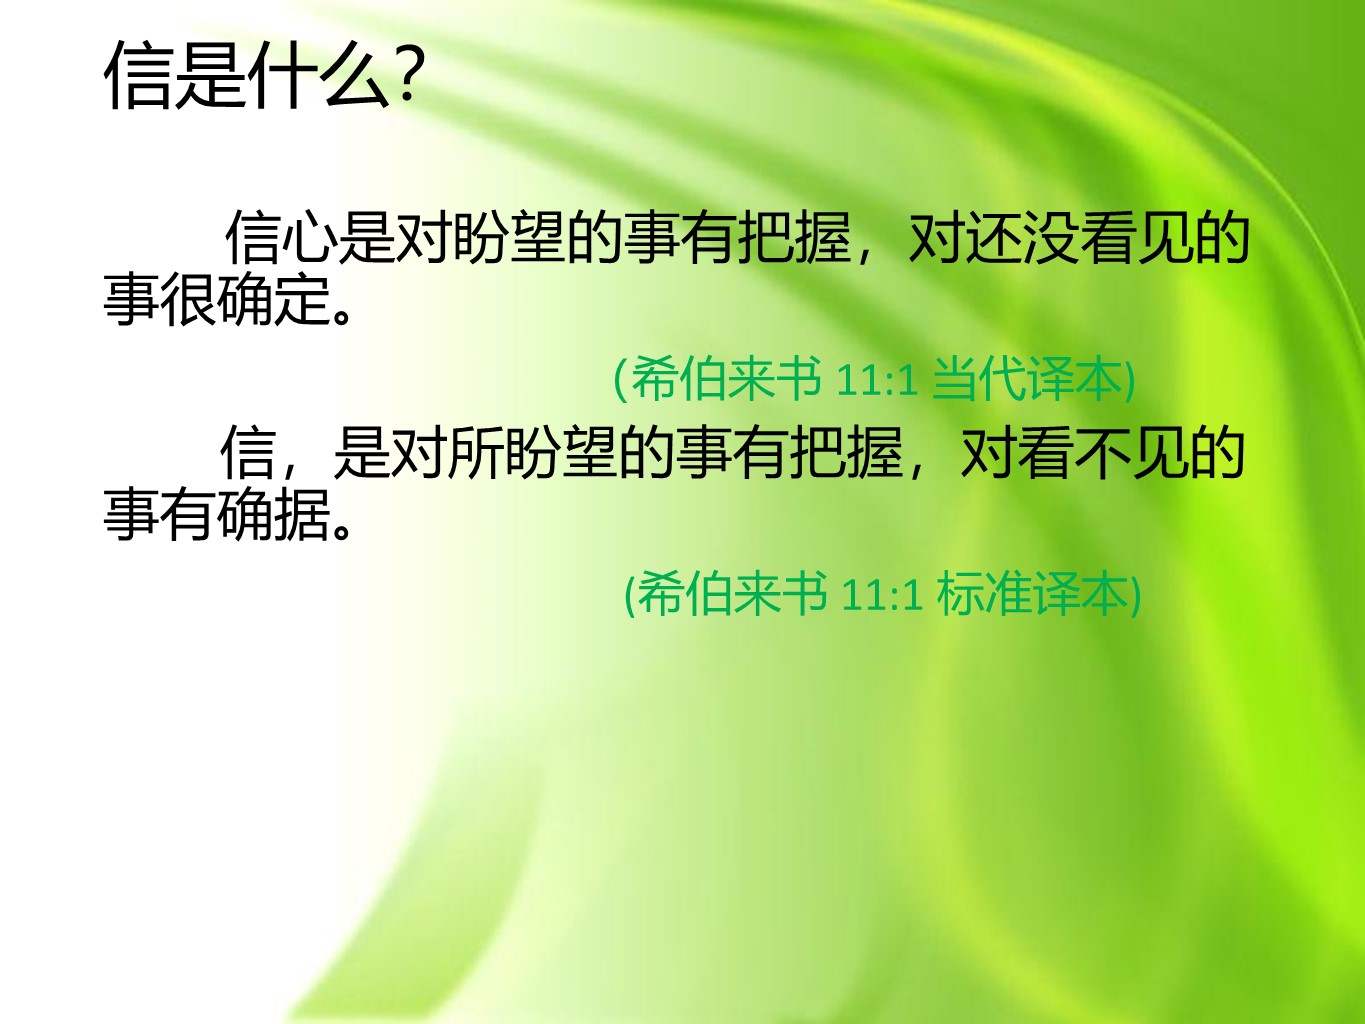 信是什么？
信心是对盼望的事有把握，对还没看见的
事很确定。
（希伯来书 11:1 当代译本)
信，是对所盼望的事有把握，对看不见的
事有确据。
(希伯来书 11:1 标准译本)